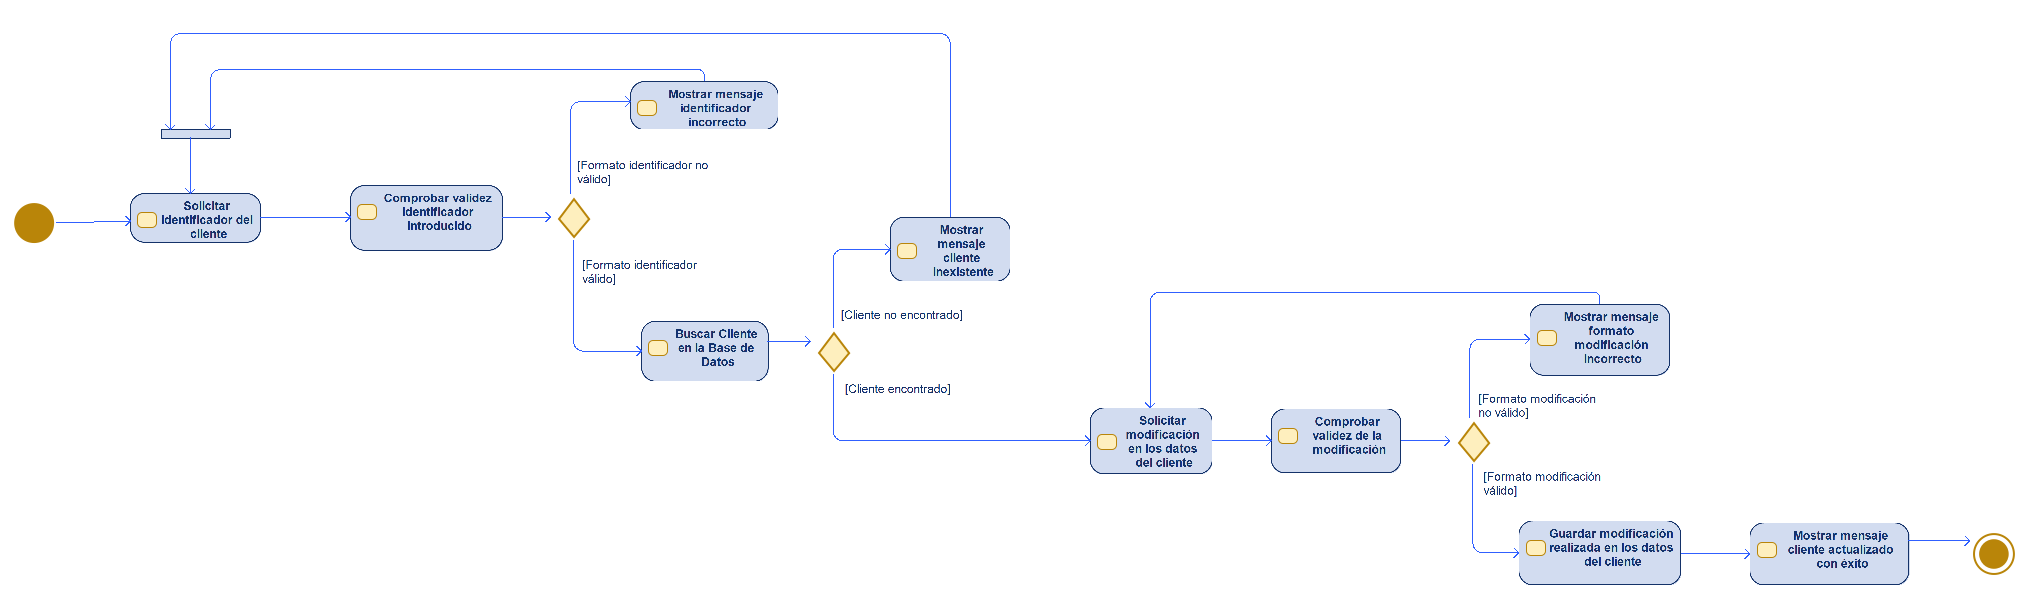 Mostrar mensaje
identificador
incorrecto
[Formato identificador no
válido]
Solicitar
identificador del
cliente
Comprobar validez
identificador
introducido
[Formato identificador
válido]
Mostrar
mensaje
cliente
inexistente
Buscar Cliente
en la Base de
Datos
[Cliente no encontrado]
[Cliente encontrado]
Mostrar mensaje
formato
modificación
incorrecto
Solicitar
modificación
en los datos
del cliente
Comprobar
validez de la
modificación
[Formato modificación
no válido]
[Formato modificación
válido]
Guardar modificación
realizada en los datos
del cliente
Mostrar mensaje
cliente actualizado
con éxito